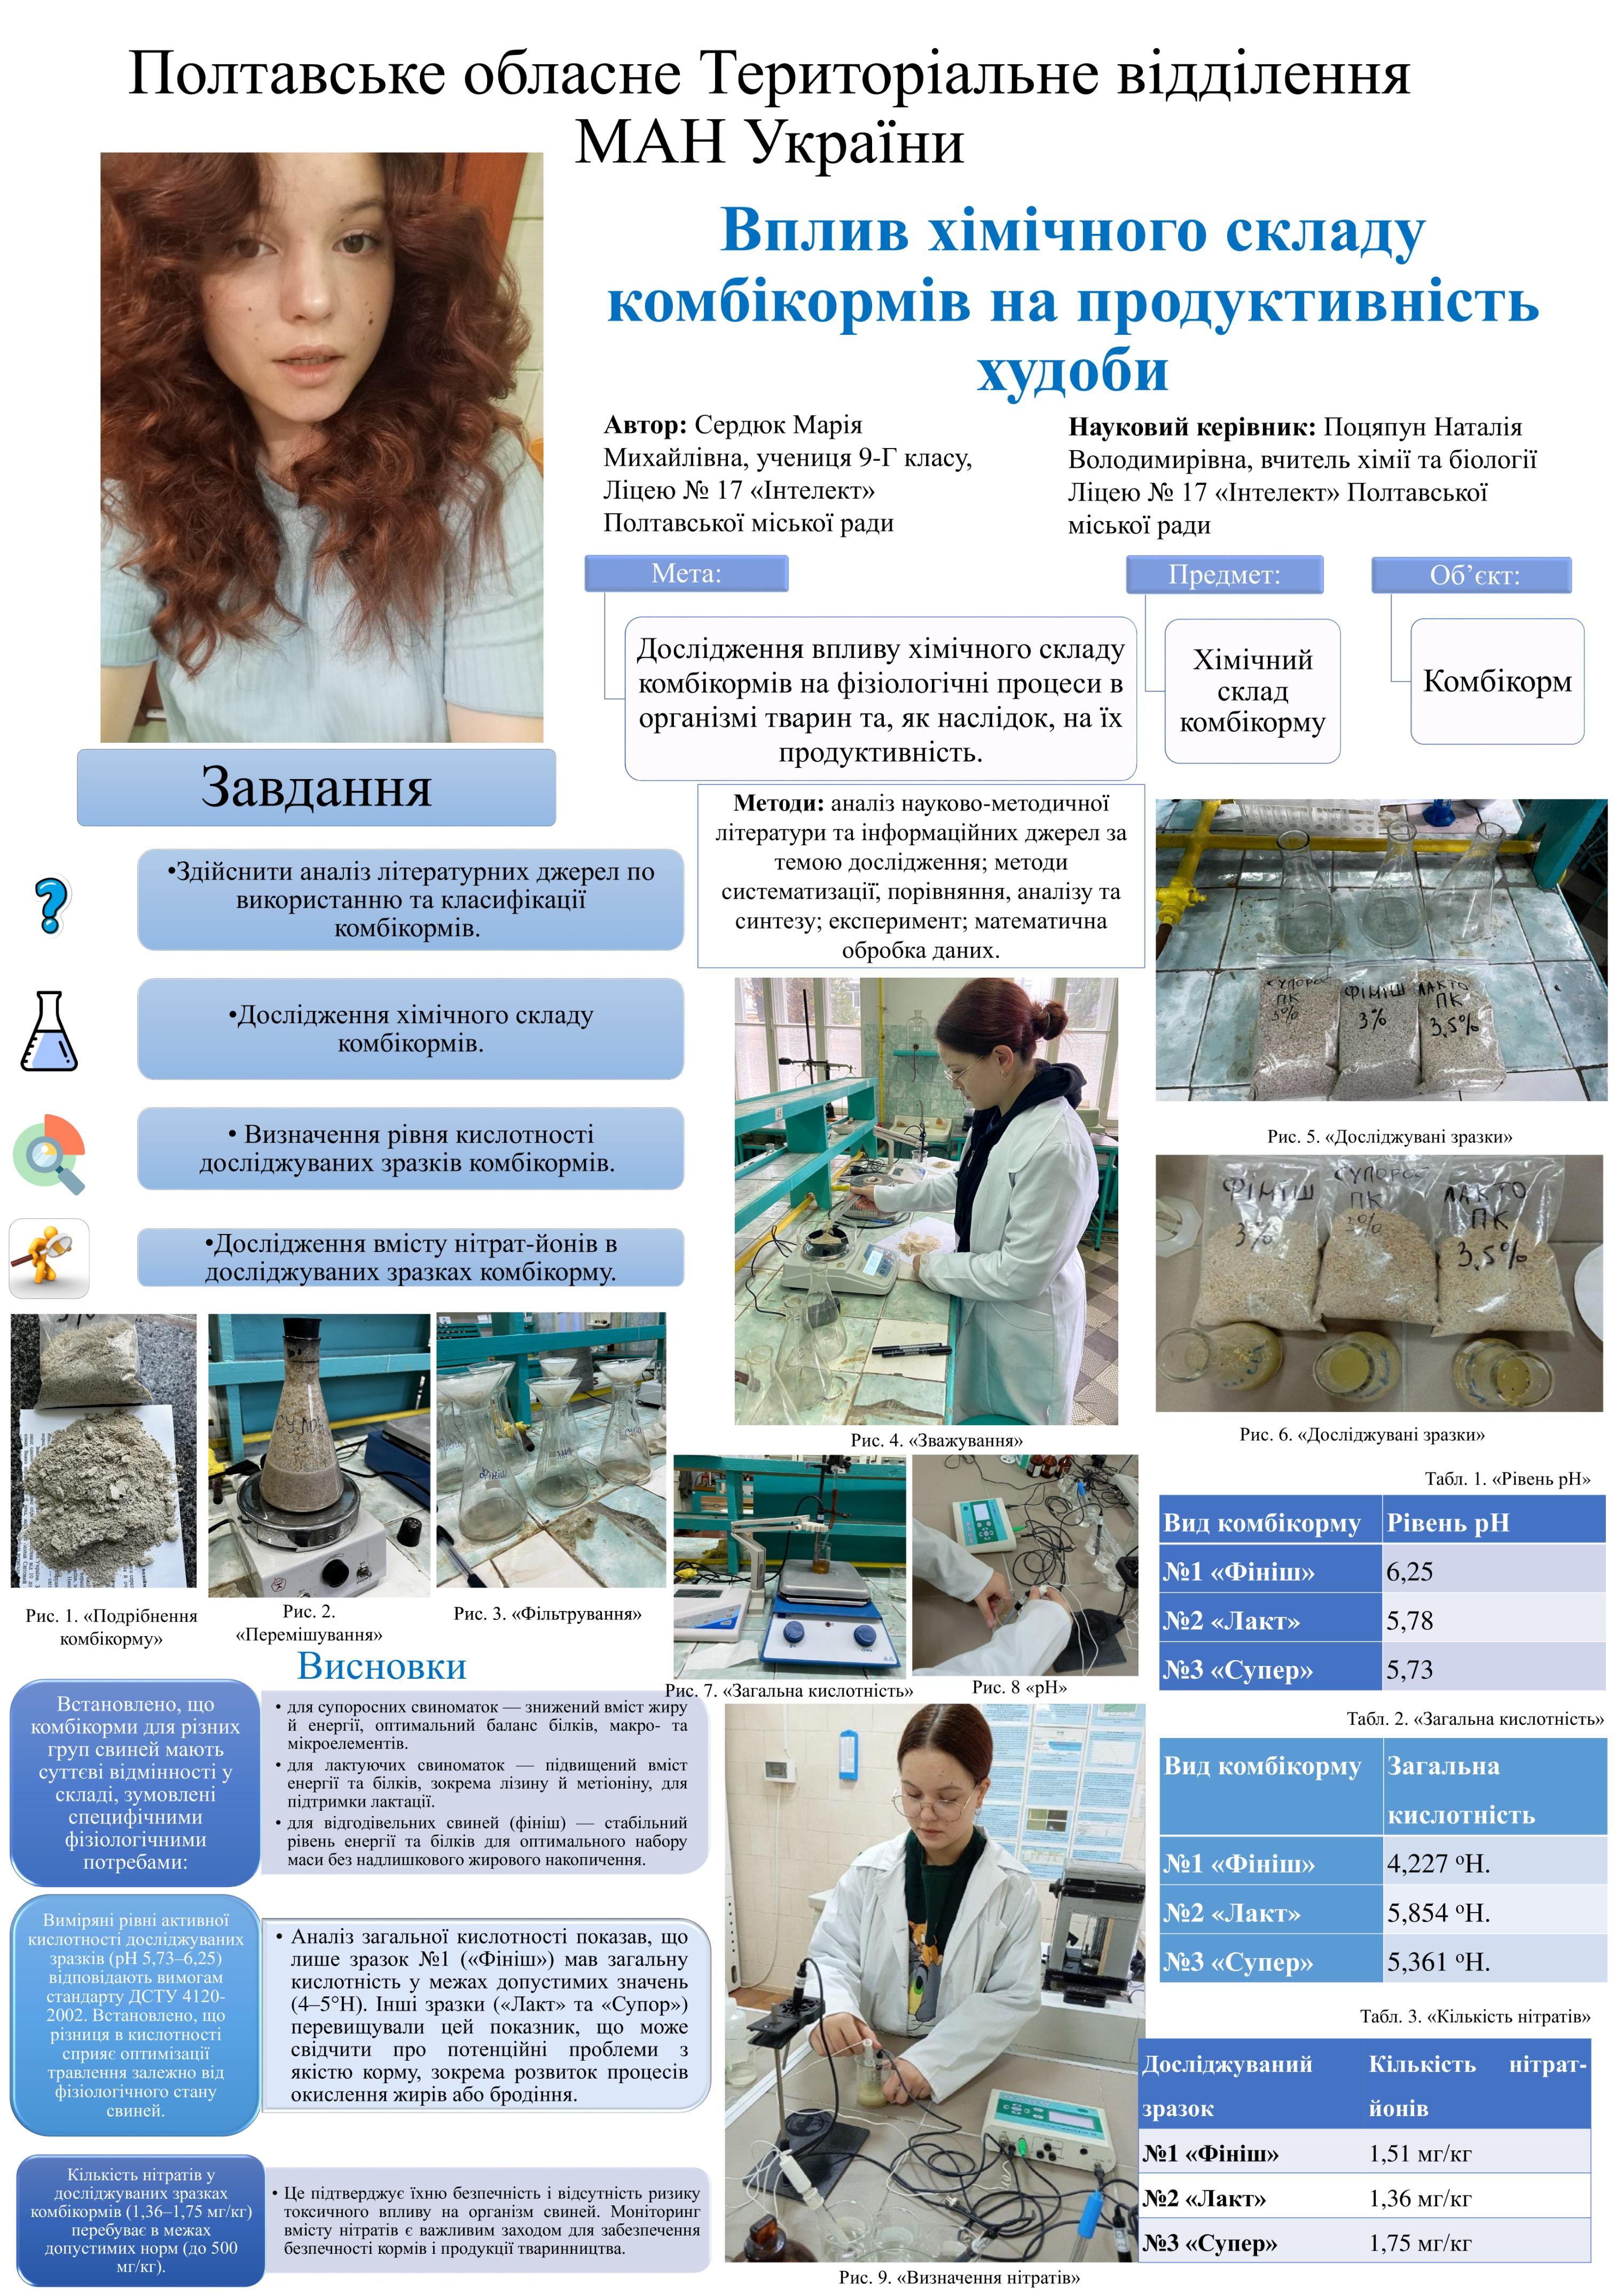 Полтавське обласне Територіальне відділення
МАН України
Вплив хімічного складу
комбікормів на продуктивність
худоби
Автор: Сердюк Марія
Михайлівна, учениця 9-Г класу,
Ліцею № 17 «Інтелект»
Полтавської міської ради
Науковий керівник: Поцяпун Наталія
Володимирівна, вчитель хімії та біології
Ліцею № 17 «Інтелект» Полтавської
міської ради
Мета:
Дослідження впливу хімічного складу
комбікормів на фізіологічні процеси в
організмі тварин та, як наслідок, на їх
продуктивність.
Предмет:
Хімічний
склад
комбікорму
Об’єкт:
Комбікорм
Завдання
•Здійснити аналіз літературних джерел по
використанню та класифікації
комбікормів.
•Дослідження хімічного складу
комбікормів.
• Визначення рівня кислотності
досліджуваних зразків комбікормів.
•Дослідження вмісту нітрат-йонів в
досліджуваних зразках комбікорму.
Методи: аналіз науково-методичної
літератури та інформаційних джерел за
темою дослідження; методи
систематизації, порівняння, аналізу та
синтезу; експеримент; математична
обробка даних.
СУПОРОС
ПК
3%
ФІНІШ
3%
ЛАКТО
ПК
3,5%
Рис. 5. «Досліджувані зразки»
ФІНІШ
3%
СУПОРОС
ПК
3%
ЛАКТО
ПК
3,5%
Рис. 6. «Досліджувані зразки»
Рис. 4. «Зважування»
Рис. 1. «Подрібнення
комбікорму»
Рис. 2.
«Перемішування»
Рис. 3. «Фільтрування»
Рис. 7. «Загальна кислотність»
Рис. 8 «pH»
Табл. 1. «Рівень pH»
Вид комбікорму Рівень pH
№1 «Фініш» 6,25
№2 «Лакт» 5,78
№3 «Супер» 5,73
Табл. 2. «Загальна кислотність»
Вид комбікорму Загальна
кислотність
№1 «Фініш» 4,227 ᵒН.
№2 «Лакт» 5,854 ᵒН.
№3 «Супер» 5,361 ᵒН.
Табл. 3. «Кількість нітратів»
Досліджуваний Кількість нітрат-
зразок йонів
№1 «Фініш» 1,51 мг/кг
№2 «Лакт» 1,36 мг/кг
№3 «Супер» 1,75 мг/кг
Висновки
Встановлено, що
комбікорми для різних
груп свиней мають
суттєві відмінності у
складі, зумовлені
специфічними
фізіологічними
потребами:
• для супоросних свиноматок — знижений вміст жиру
й енергії, оптимальний баланс білків, макро- та
мікроелементів.
• для лактуючих свиноматок — підвищений вміст
енергії та білків, зокрема лізину й метіоніну, для
підтримки лактації.
• для відгодівельних свиней (фініш) — стабільний
рівень енергії та білків для оптимального набору
маси без надлишкового жирового накопичення.
Виміряні рівні активної
кислотності досліджуваних
зразків (pH 5,73–6,25)
відповідають вимогам
стандарту ДСТУ 4120-
2002. Встановлено, що
різниця в кислотності
сприяє оптимізації
травлення залежно від
фізіологічного стану
свиней.
• Аналіз загальної кислотності показав, що
лише зразок №1 («Фініш») мав загальну
кислотність у межах допустимих значень
(4–5°Н). Інші зразки («Лакт» та «Супор»)
перевищували цей показник, що може
свідчити про потенційні проблеми з
якістю корму, зокрема розвиток процесів
окислення жирів або бродіння.
Кількість нітратів у
досліджуваних зразках
комбікормів (1,36–1,75 мг/кг)
перебуває в межах
допустимих норм (до 500
мг/кг).
• Це підтверджує їхню безпечність і відсутність ризику
токсичного впливу на організм свиней. Моніторинг
вмісту нітратів є важливим заходом для забезпечення
безпечності кормів і продукції тваринництва.
Рис. 9. «Визначення нітратів»